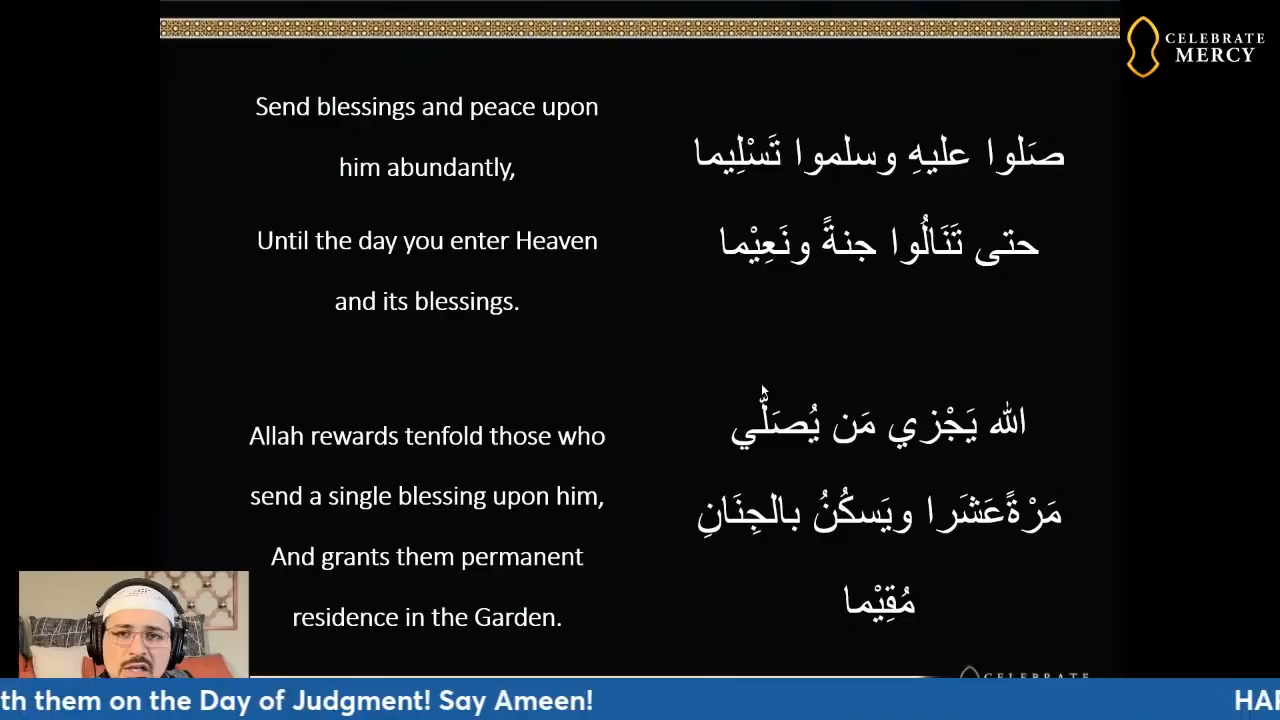 CELEBRATE
MERCY
Send blessings and peace upon
him abundantly,
Until the day you enter Heaven
and its blessings.
صَلوا عليهِ وسلموا تَسْلِيما
حتى تَنَالُوا جنةً ونَعِيْما
Allah rewards tenfold those who
send a single blessing upon him,
And grants them permanent
residence in the Garden.
الله يَجْزي مَن يُصَلِّي
مَرْةًعَشَرا ويَسكُنُ بالجِنَانِ
مُقِيْما
CELEBRATE
th them on the Day of Judgment! Say Ameen!
HAP